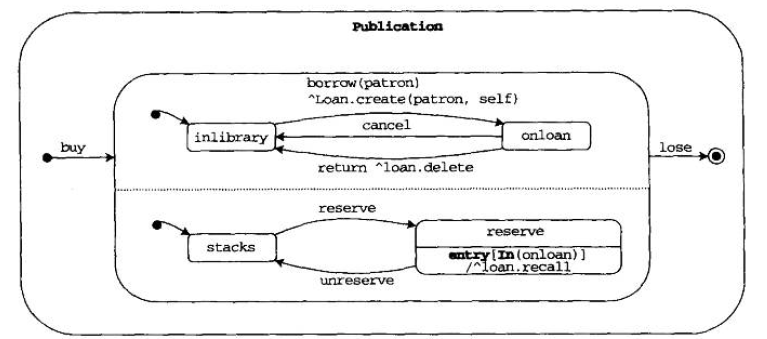 Publication
borrow(patron)
^Loan.create(patron, self)
cancel
inlibrary
onloan
buy
lose
return ^loan.delete
reserve
stacks
reserve
entry[In(onloan)]
/^loan.recall
unreserve